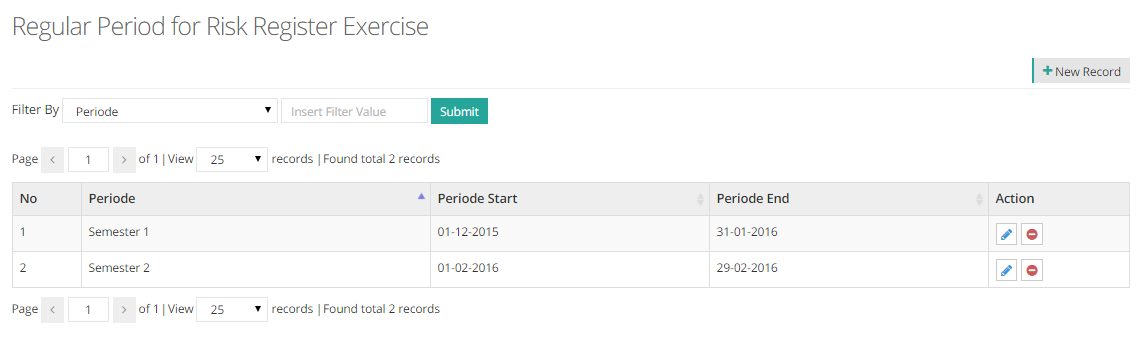 Regular Period for Risk Register Exercise
+ New Record
Filter By Periode Insert Filter Value Submit
Page < 1 > of 1 | View 25 records | Found total 2 records
No Periode Periode Start Periode End Action
1 Semester 1 01-12-2015 31-01-2016
2 Semester 2 01-02-2016 29-02-2016
Page < 1 > of 1 | View 25 records | Found total 2 records